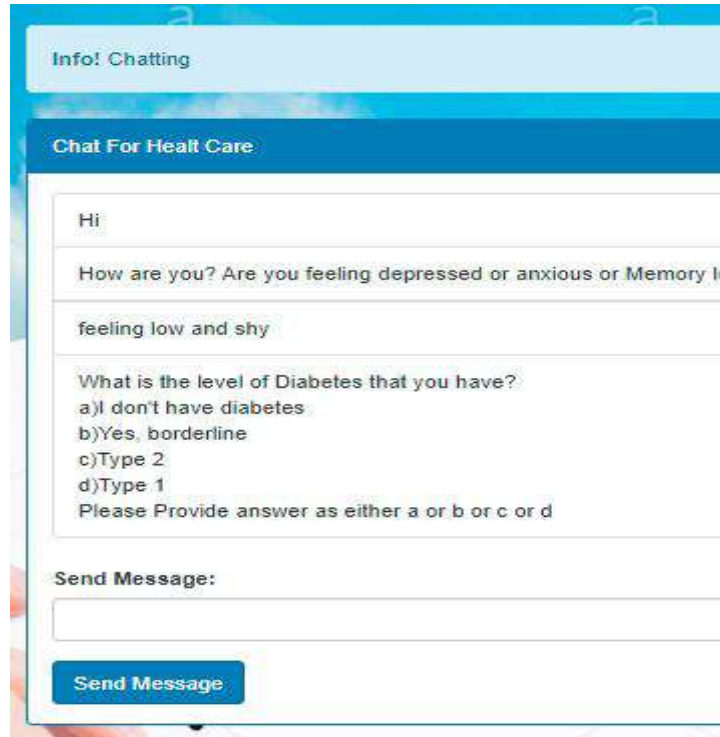 a a
Info! Chatting
Chat For Healt Care
Hi
How are you? Are you feeling depressed or anxious or Memory
feeling low and shy
What is the level of Diabetes that you have?
a)I don't have diabetes
b)Yes, borderline
c)Type 2
d)Type 1
Please Provide answer as either a or b or c or d
Send Message:
Send Message